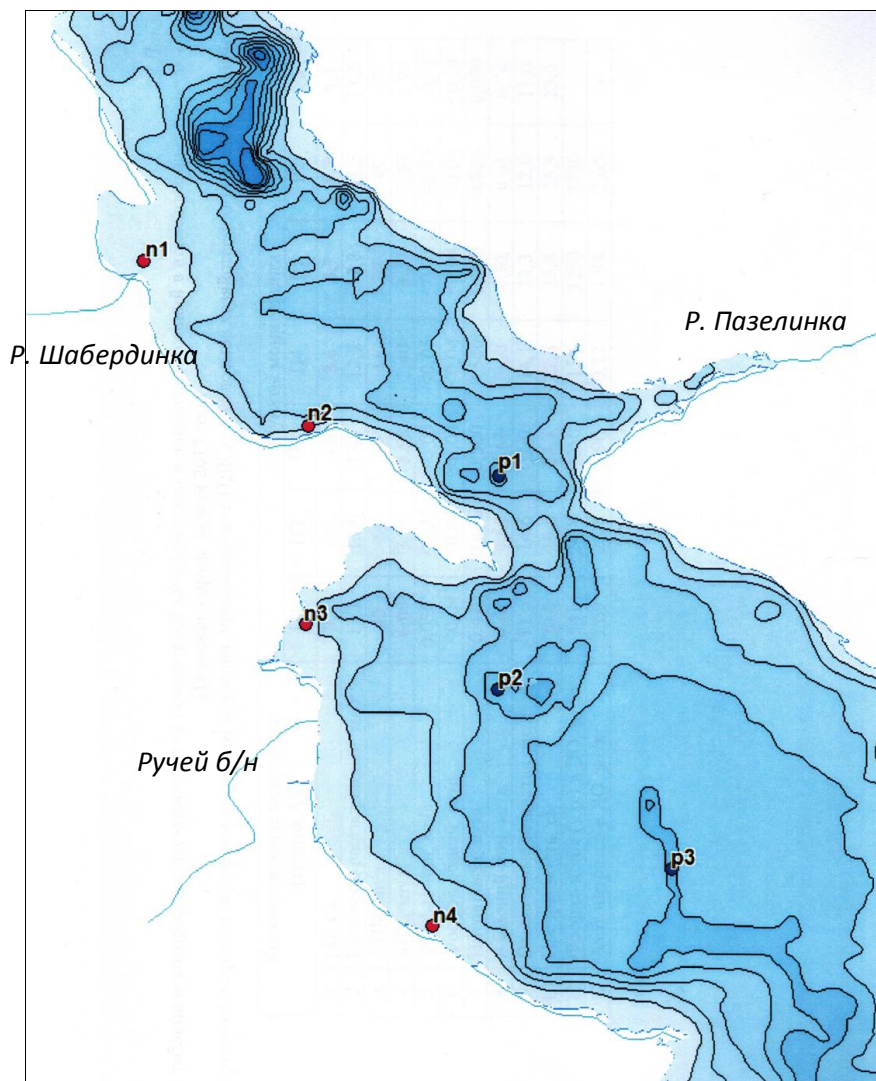 n1
Р. Пазелинка
Р. Шабердинка
n2
p1
n3
p2
Ручей б/н
p3
n4